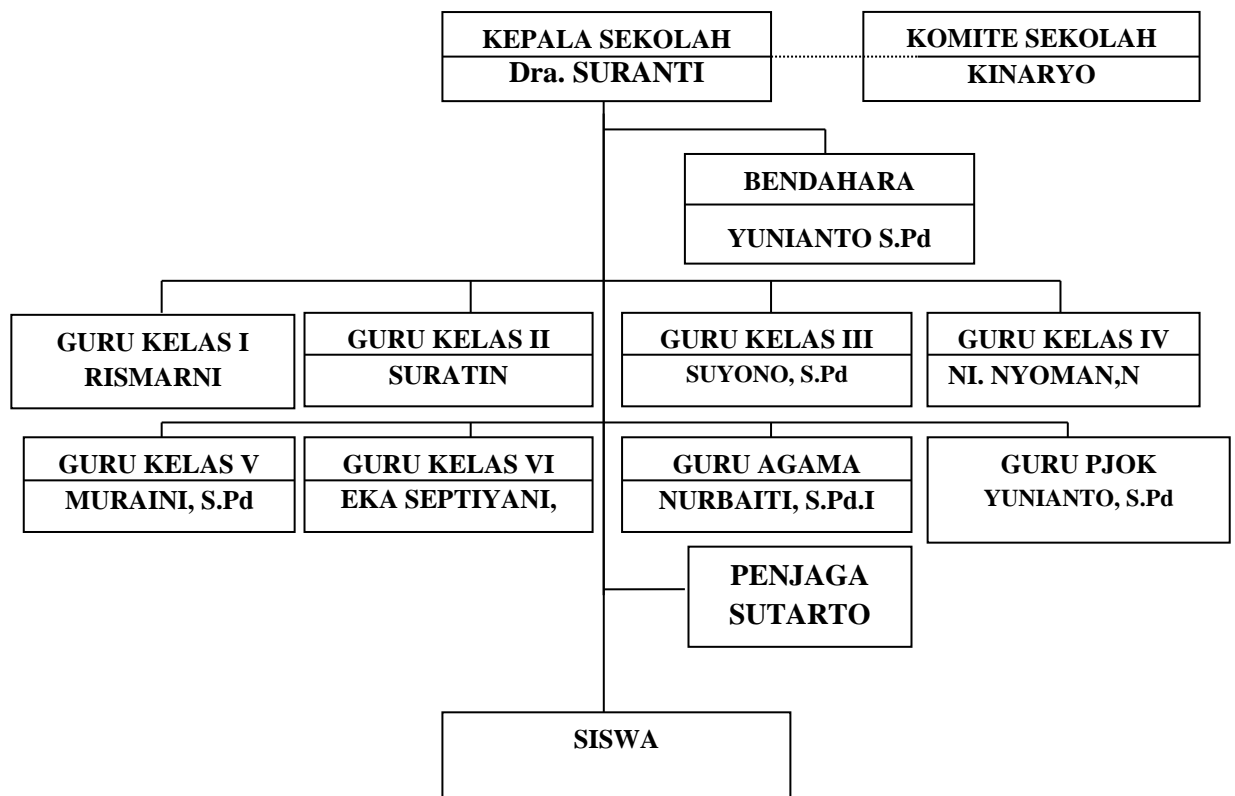 KEPALA SEKOLAH
Dra. SURANTI
KOMITE SEKOLAH
KINARYO
BENDAHARA
YUNIANTO S.Pd
GURU KELAS I
RISMARNI
GURU KELAS II
SURATIN
GURU KELAS III
SUYONO, S.Pd
GURU KELAS IV
NI. NYOMAN,N
GURU KELAS V
MURAINI, S.Pd
GURU KELAS VI
EKA SEPTIYANI,
GURU AGAMA
NURBAITI, S.Pd.I
GURU PJOK
YUNIANTO, S.Pd
PENJAGA
SUTARTO
SISWA